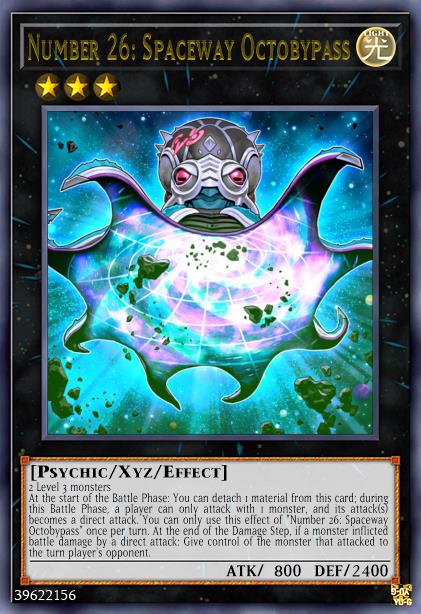 Number 26: Spaceway Octobypass
LIGHT
光
[Psychic/Xyz/Effect]
2 Level 3 monsters
At the start of the Battle Phase: You can detach 1 material from this card; during
this Battle Phase, a player can only attack with 1 monster, and its attack(s)
becomes a direct attack. You can only use this effect of "Number 26: Spaceway
Octobypass" once per turn. At the end of the Damage Step, if a monster inflicted
battle damage by a direct attack: Give control of the monster that attacked to
the turn player's opponent.
ATK/ 800 DEF/2400
39622156